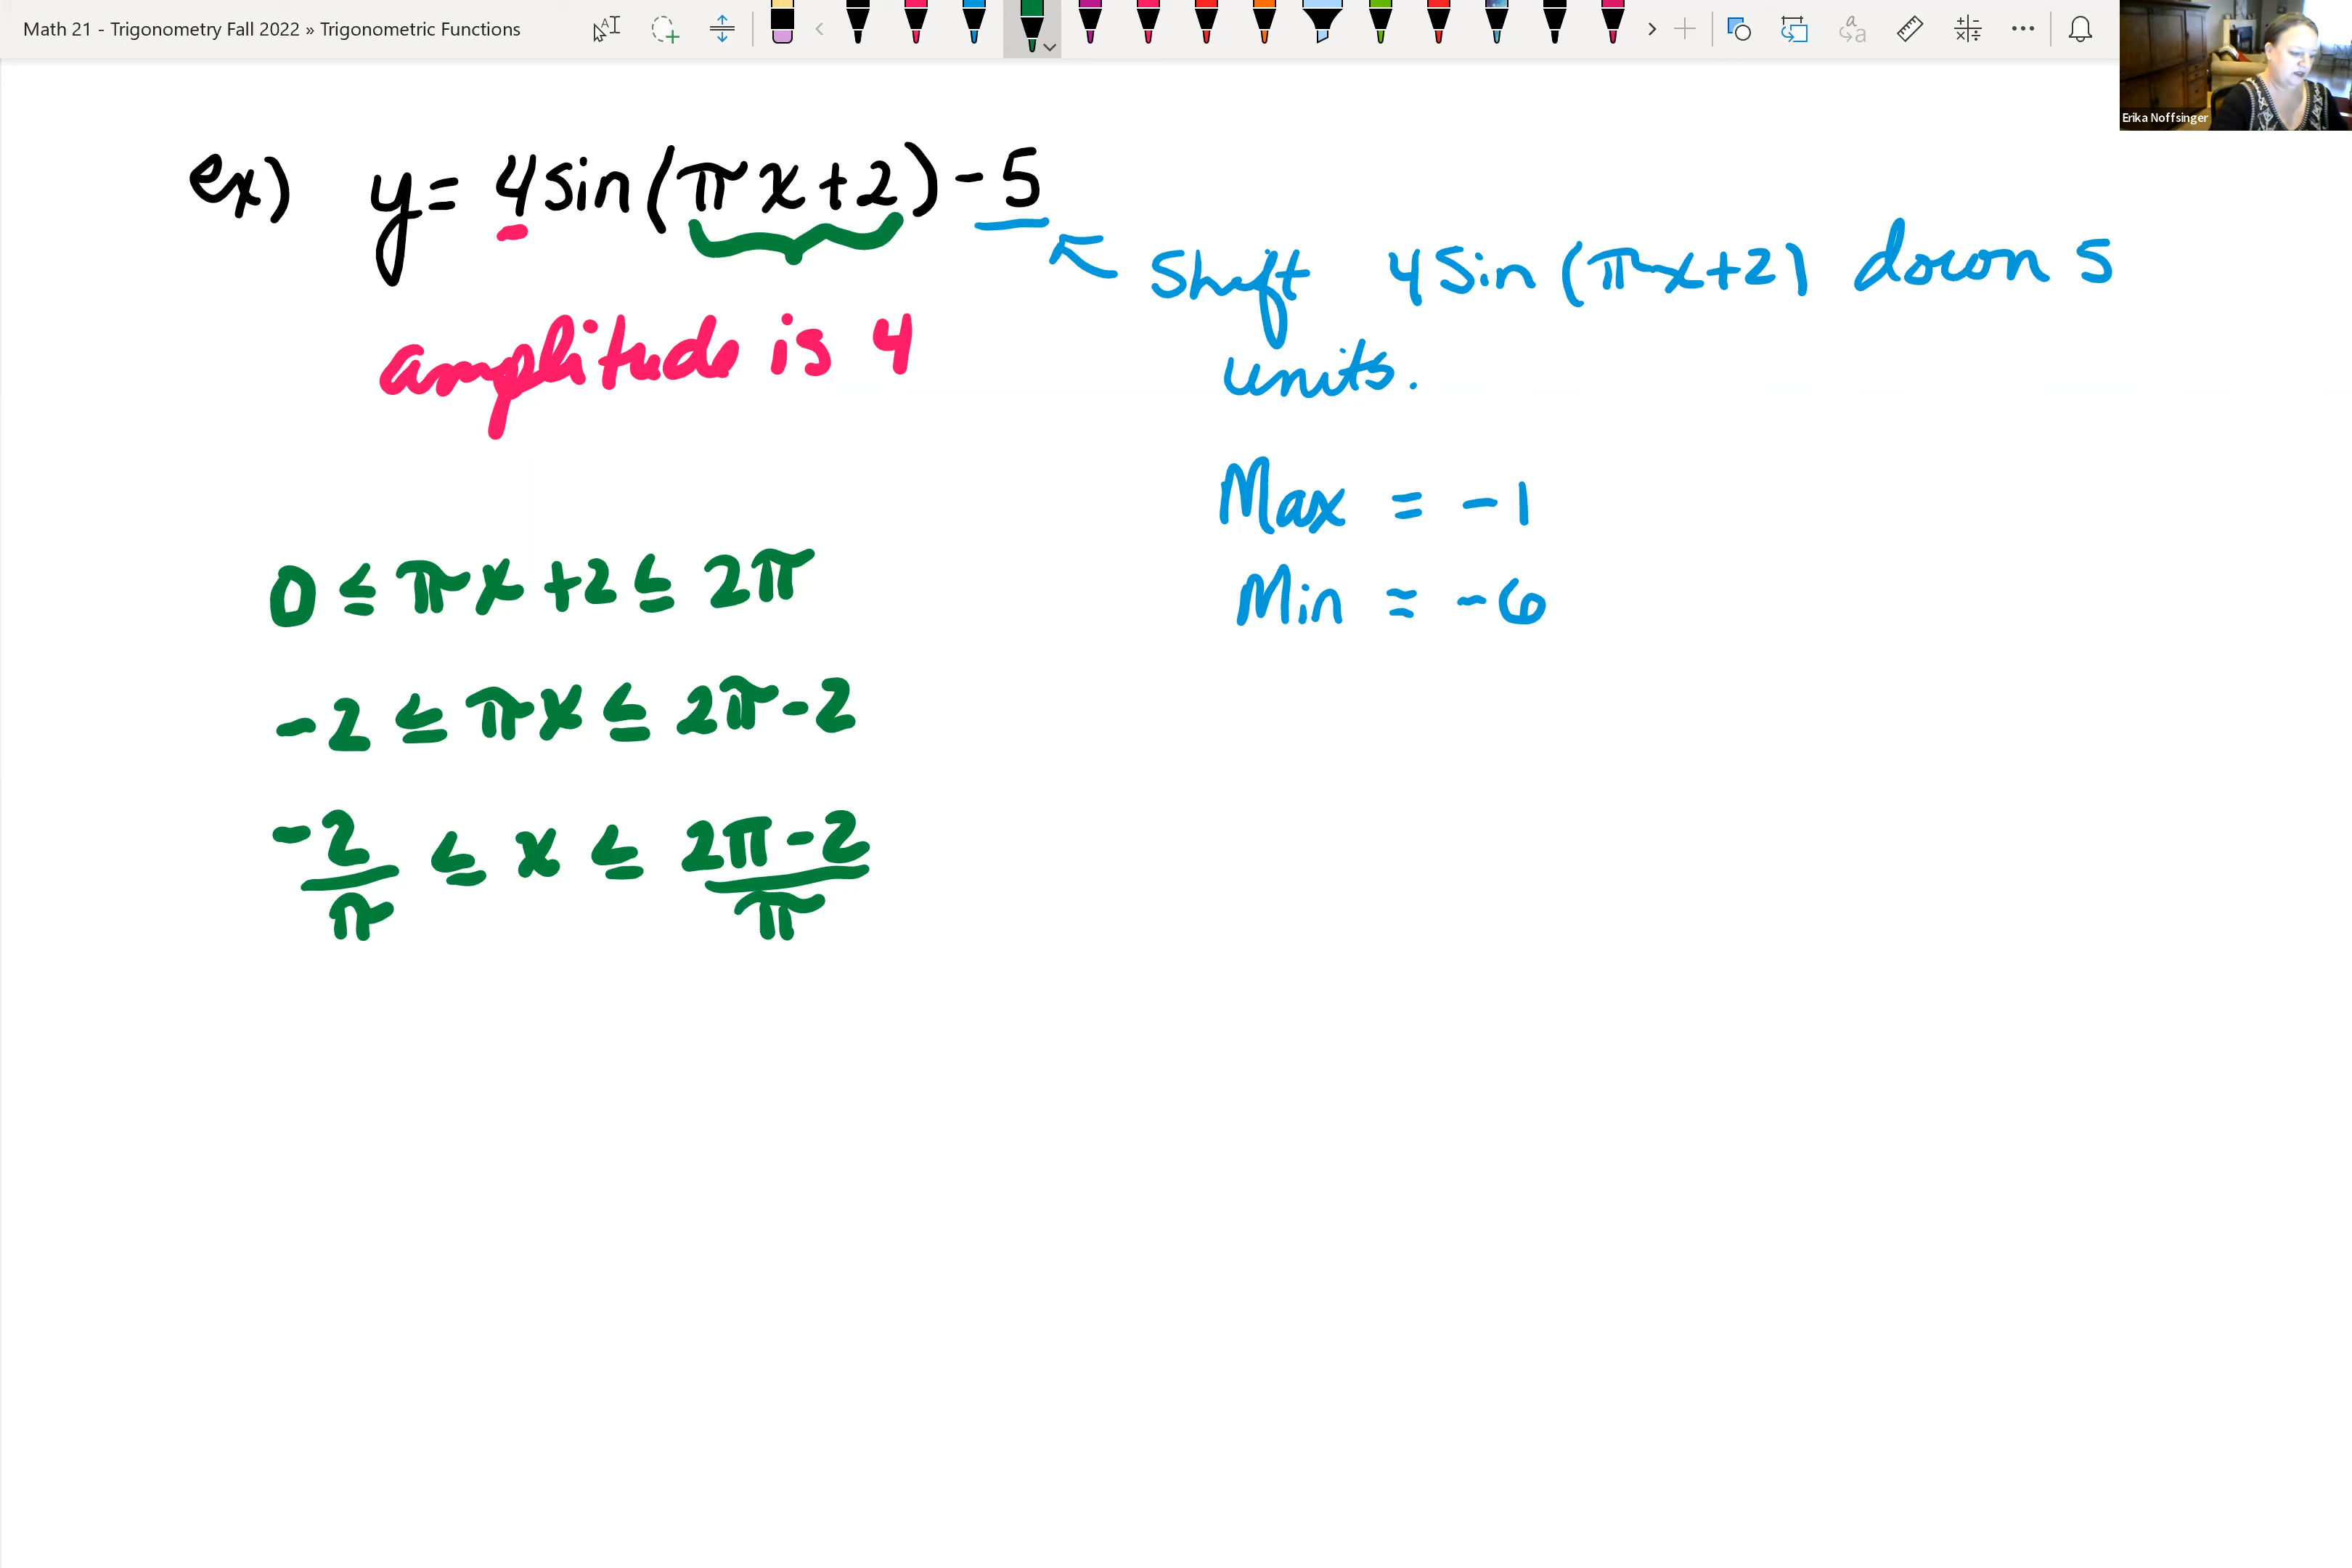 Math 21 - Trigonometry Fall 2022 » Trigonometric Functions
Erika Noffsinger
ex) y = 4sin(πx+2) - 5
shift 4sin(πx+2) down 5
units.
amplitude is 4
Max = -1
Min = -6
0 ≤ πx + 2 ≤ 2π
-2 ≤ πx ≤ 2π - 2
-2/π ≤ x ≤ (2π - 2)/π